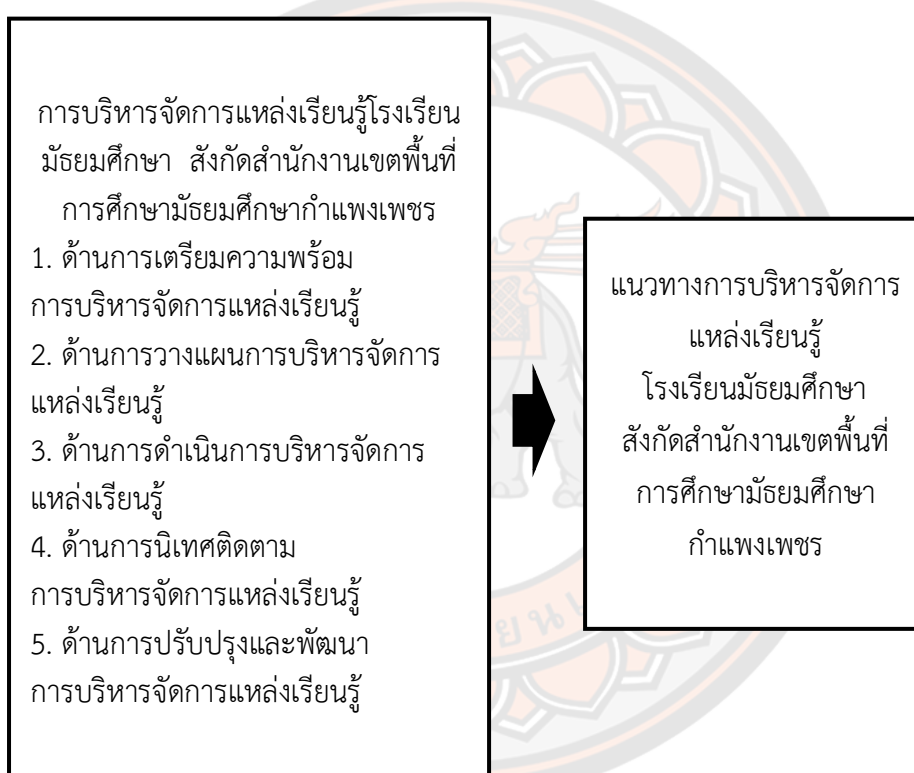 การบริหารจัดการแหล่งเรียนรู้โรงเรียน
มัธยมศึกษา สังกัดสำนักงานเขตพื้นที่
การศึกษามัธยมศึกษากำแพงเพชร
1. ด้านการเตรียมความพร้อม
การบริหารจัดการแหล่งเรียนรู้
2. ด้านการวางแผนการบริหารจัดการ
แหล่งเรียนรู้
3. ด้านการดำเนินการบริหารจัดการ
แหล่งเรียนรู้
4. ด้านการนิเทศติดตาม
การบริหารจัดการแหล่งเรียนรู้
5. ด้านการปรับปรุงและพัฒนา
การบริหารจัดการแหล่งเรียนรู้
แนวทางการบริหารจัดการ
แหล่งเรียนรู้
โรงเรียนมัธยมศึกษา
สังกัดสำนักงานเขตพื้นที่
การศึกษามัธยมศึกษา
กำแพงเพชร